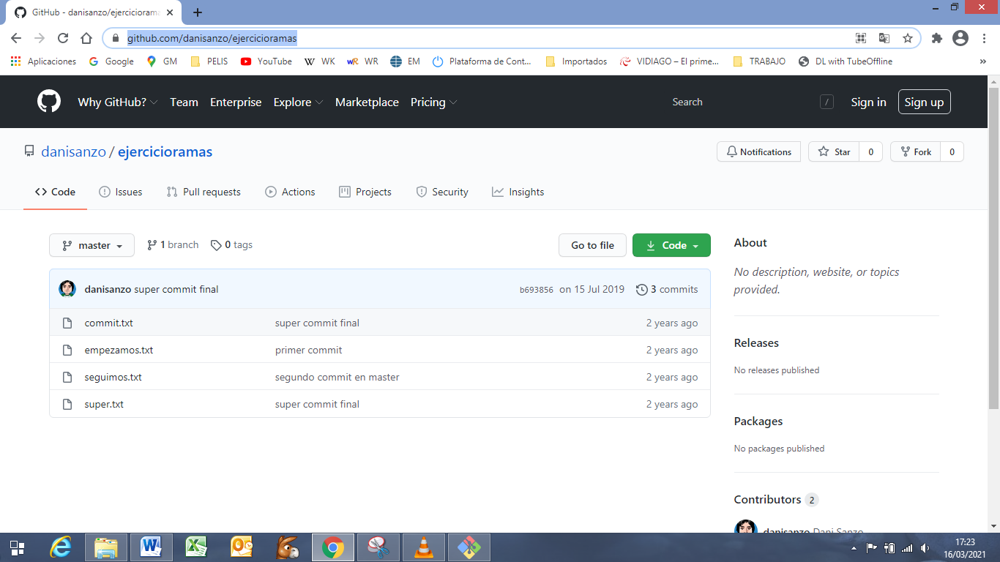 GitHub - danisanzo/ejerciciorama
github.com/danisanzo/ejercicioramas
Aplicaciones Google GM PELIS YouTube WK WR EM Plataforma de Cont... Importados VIDIAGO – El prime... TRABAJO DL with TubeOffline »
Why GitHub? Team Enterprise Explore Marketplace Pricing Search / Sign in Sign up
danisanzo / ejercicioramas Notifications Star 0 Fork 0
Code Issues Pull requests Actions Projects Security Insights
master 1 branch 0 tags Go to file Code
About
No description, website, or topics
provided.
danisanzo super commit final b693856 on 15 Jul 2019 3 commits
commit.txt super commit final 2 years ago
empezamos.txt primer commit 2 years ago
seguimos.txt segundo commit en master 2 years ago
super.txt super commit final 2 years ago
Releases
No releases published
Packages
No packages published
Contributors 2
danisanzo Dani Sanzo
17:23
16/03/2021